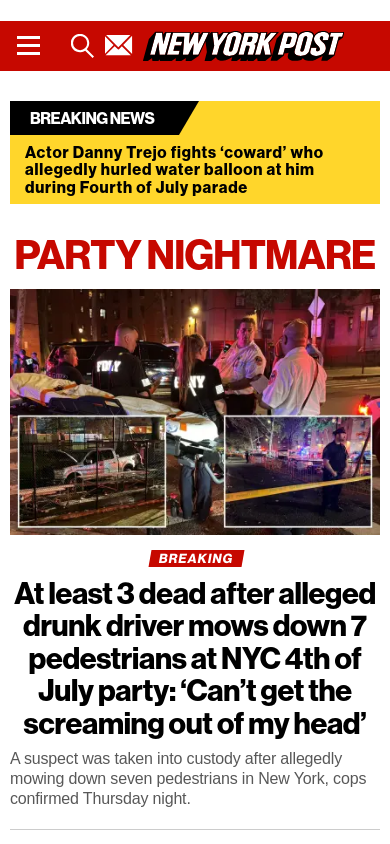 NEW YORK POST
BREAKING NEWS
Actor Danny Trejo fights ‘coward’ who
allegedly hurled water balloon at him
during Fourth of July parade
PARTY NIGHTMARE
BREAKING
At least 3 dead after alleged
drunk driver mows down 7
pedestrians at NYC 4th of
July party: ‘Can’t get the
screaming out of my head’
A suspect was taken into custody after allegedly
mowing down seven pedestrians in New York, cops
confirmed Thursday night.